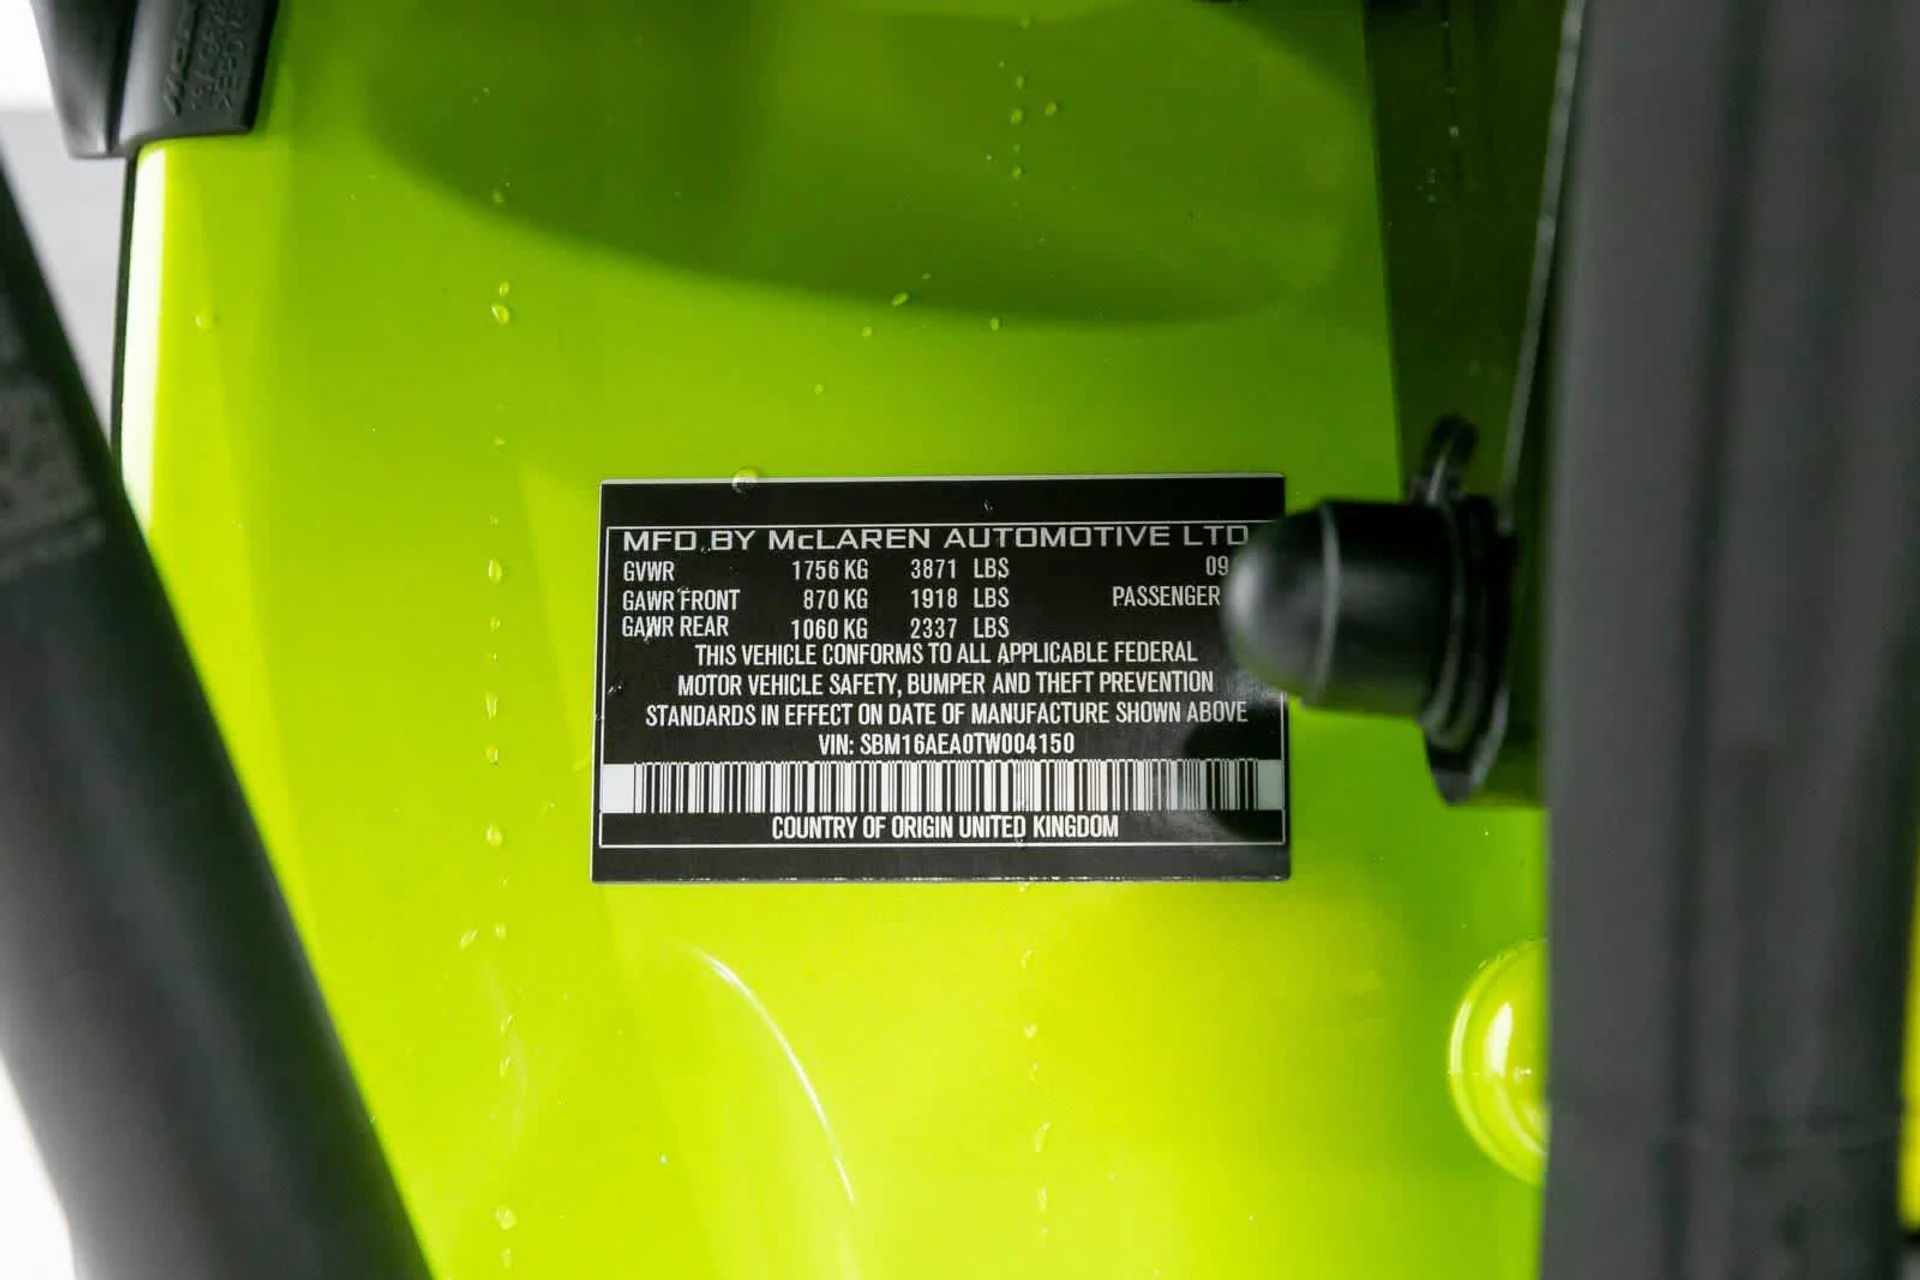 MFD.BY McLAREN AUTOMOTIVE LTD
GVWR 1756 KG 3871 LBS 09
GAWR FRONT 870 KG 1918 LBS PASSENGER
GAWR REAR 1060 KG 2337 LBS
THIS VEHICLE CONFORMS TO ALL APPLICABLE FEDERAL
MOTOR VEHICLE SAFETY, BUMPER AND THEFT PREVENTION
STANDARDS IN EFFECT ON DATE OF MANUFACTURE SHOWN ABOVE
VIN: SBM16AEA0TW004150
COUNTRY OF ORIGIN UNITED KINGDOM